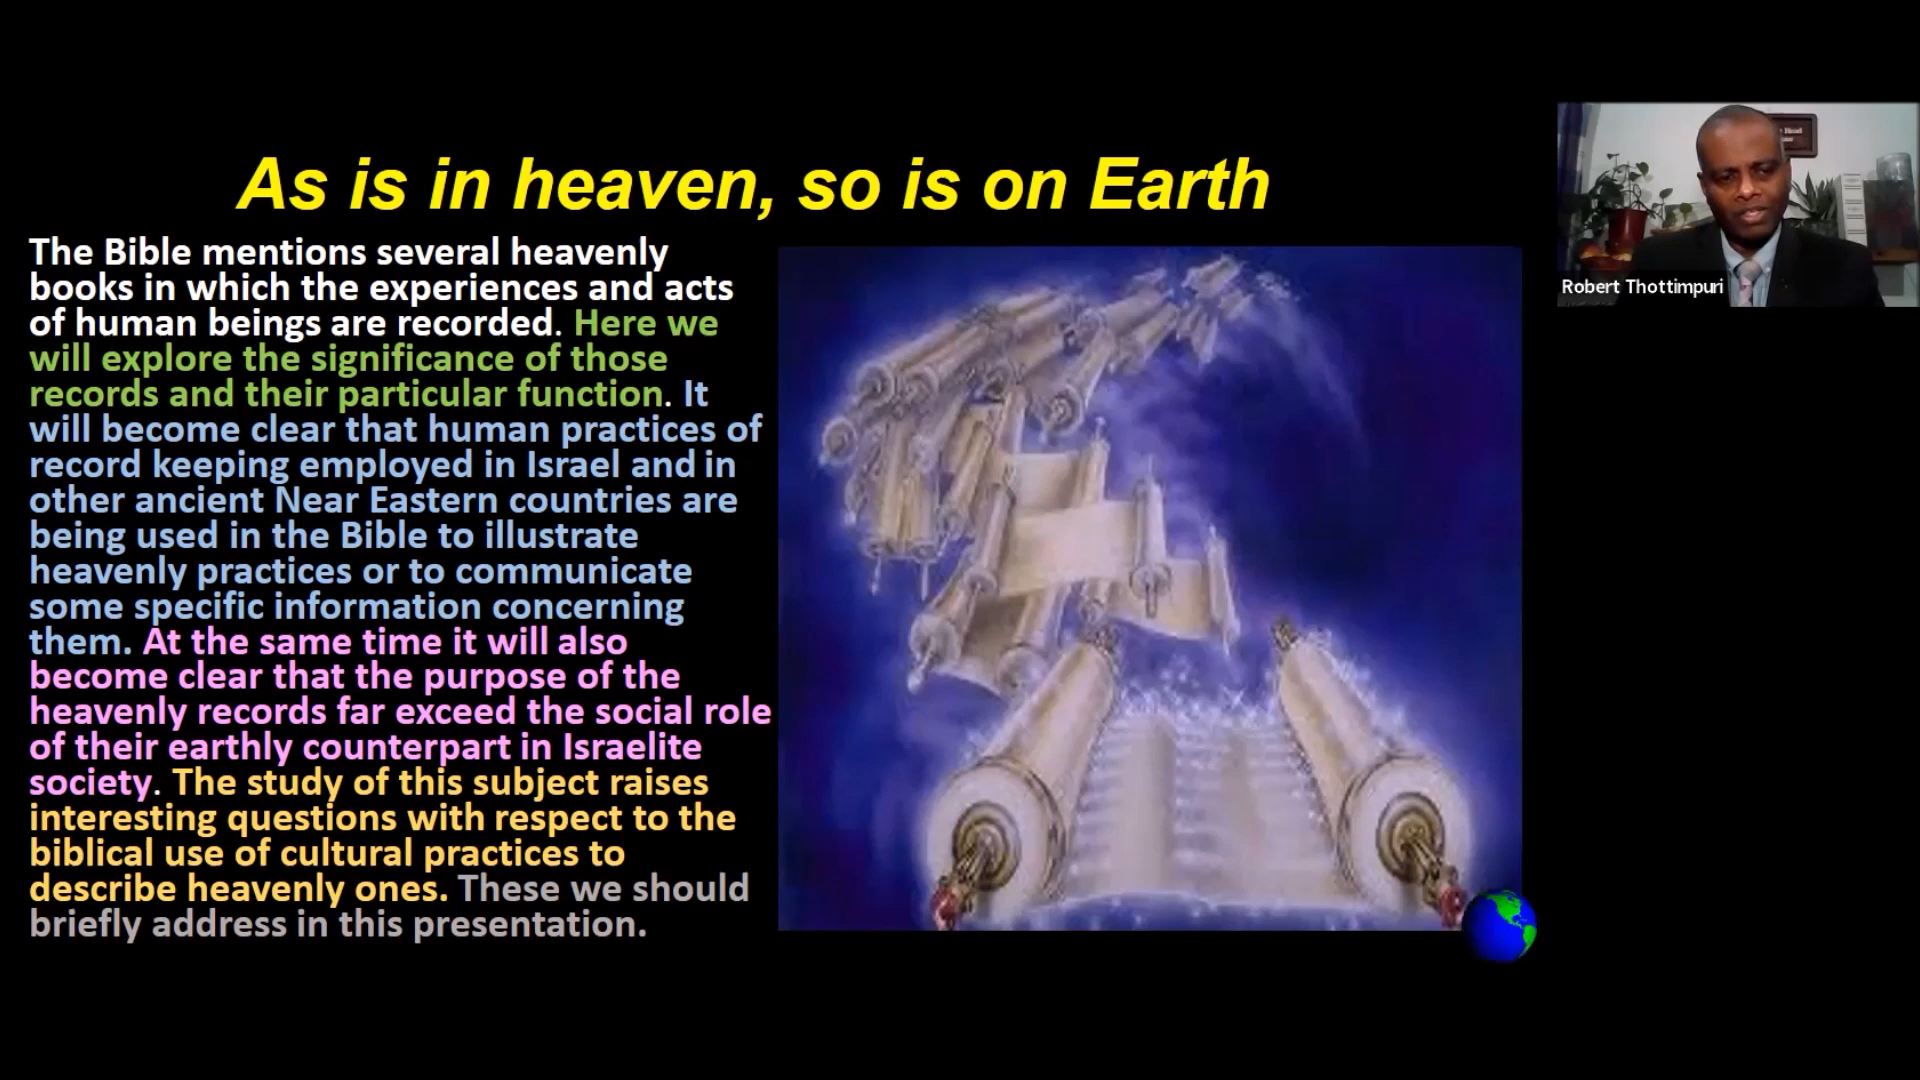 As is in heaven, so is on Earth
The Bible mentions several heavenly
books in which the experiences and acts
of human beings are recorded. Here we
will explore the significance of those
records and their particular function. It
will become clear that human practices of
record keeping employed in Israel and in
other ancient Near Eastern countries are
being used in the Bible to illustrate
heavenly practices or to communicate
some specific information concerning
them. At the same time it will also
become clear that the purpose of the
heavenly records far exceed the social role
of their earthly counterpart in Israelite
society. The study of this subject raises
interesting questions with respect to the
biblical use of cultural practices to
describe heavenly ones. These we should
briefly address in this presentation.
Head
Robert Thottimpuri